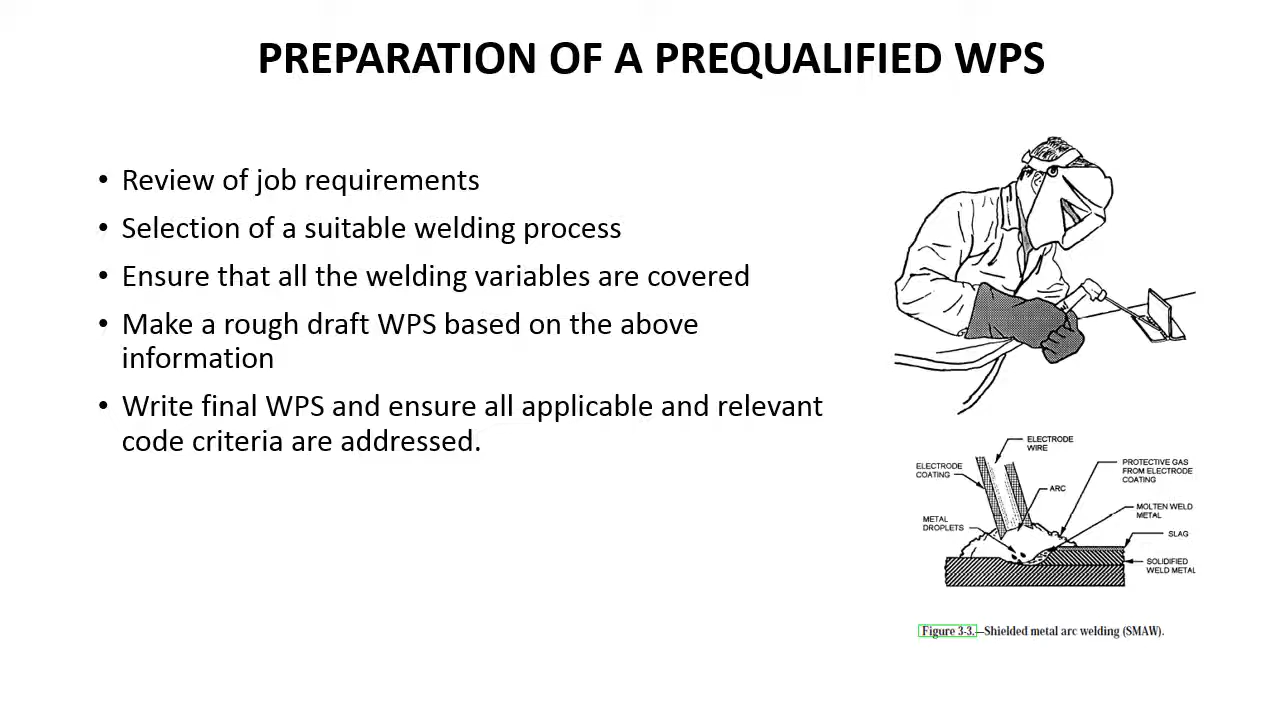 PREPARATION OF A PREQUALIFIED WPS
• Review of job requirements
• Selection of a suitable welding process
• Ensure that all the welding variables are covered
• Make a rough draft WPS based on the above
information
• Write final WPS and ensure all applicable and relevant
code criteria are addressed.
ELECTRODE
WIRE
ELECTRODE
COATING
PROTECTIVE GAS
FROM ELECTRODE
COATING
ARC
METAL
DROPLETS
MOLTEN WELD
METAL
SLAG
SOLIDIFIED
WELD METAL
Figure 3-3.—Shielded metal arc welding (SMAW).